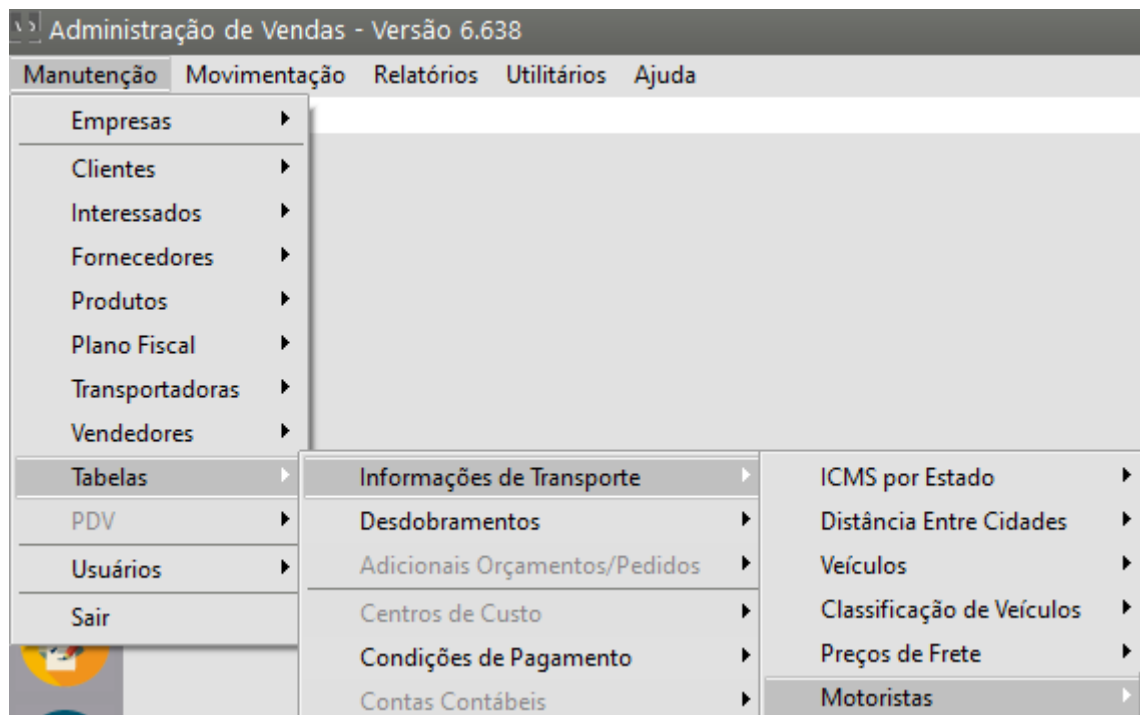 Administração de Vendas - Versão 6.638
Manutenção Movimentação Relatórios Utilitários Ajuda
Empresas
Clientes
Interessados
Fornecedores
Produtos
Plano Fiscal
Transportadoras
Vendedores
Tabelas
PDV
Usuários
Sair
Informações de Transporte
Desdobramentos
Adicionais Orçamentos/Pedidos
Centros de Custo
Condições de Pagamento
Contas Contábeis
ICMS por Estado
Distância Entre Cidades
Veículos
Classificação de Veículos
Preços de Frete
Motoristas